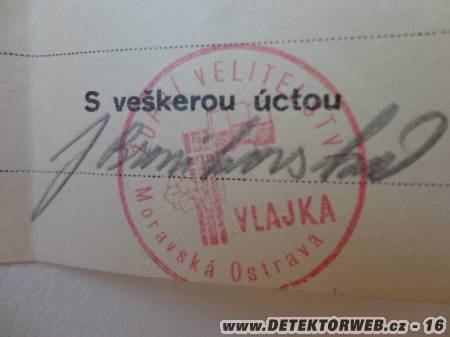 S veškerou úctou
VELITELSTV
VLAJKA
Moravská Ostrava
www.DETEKTORWEB.cz - 16